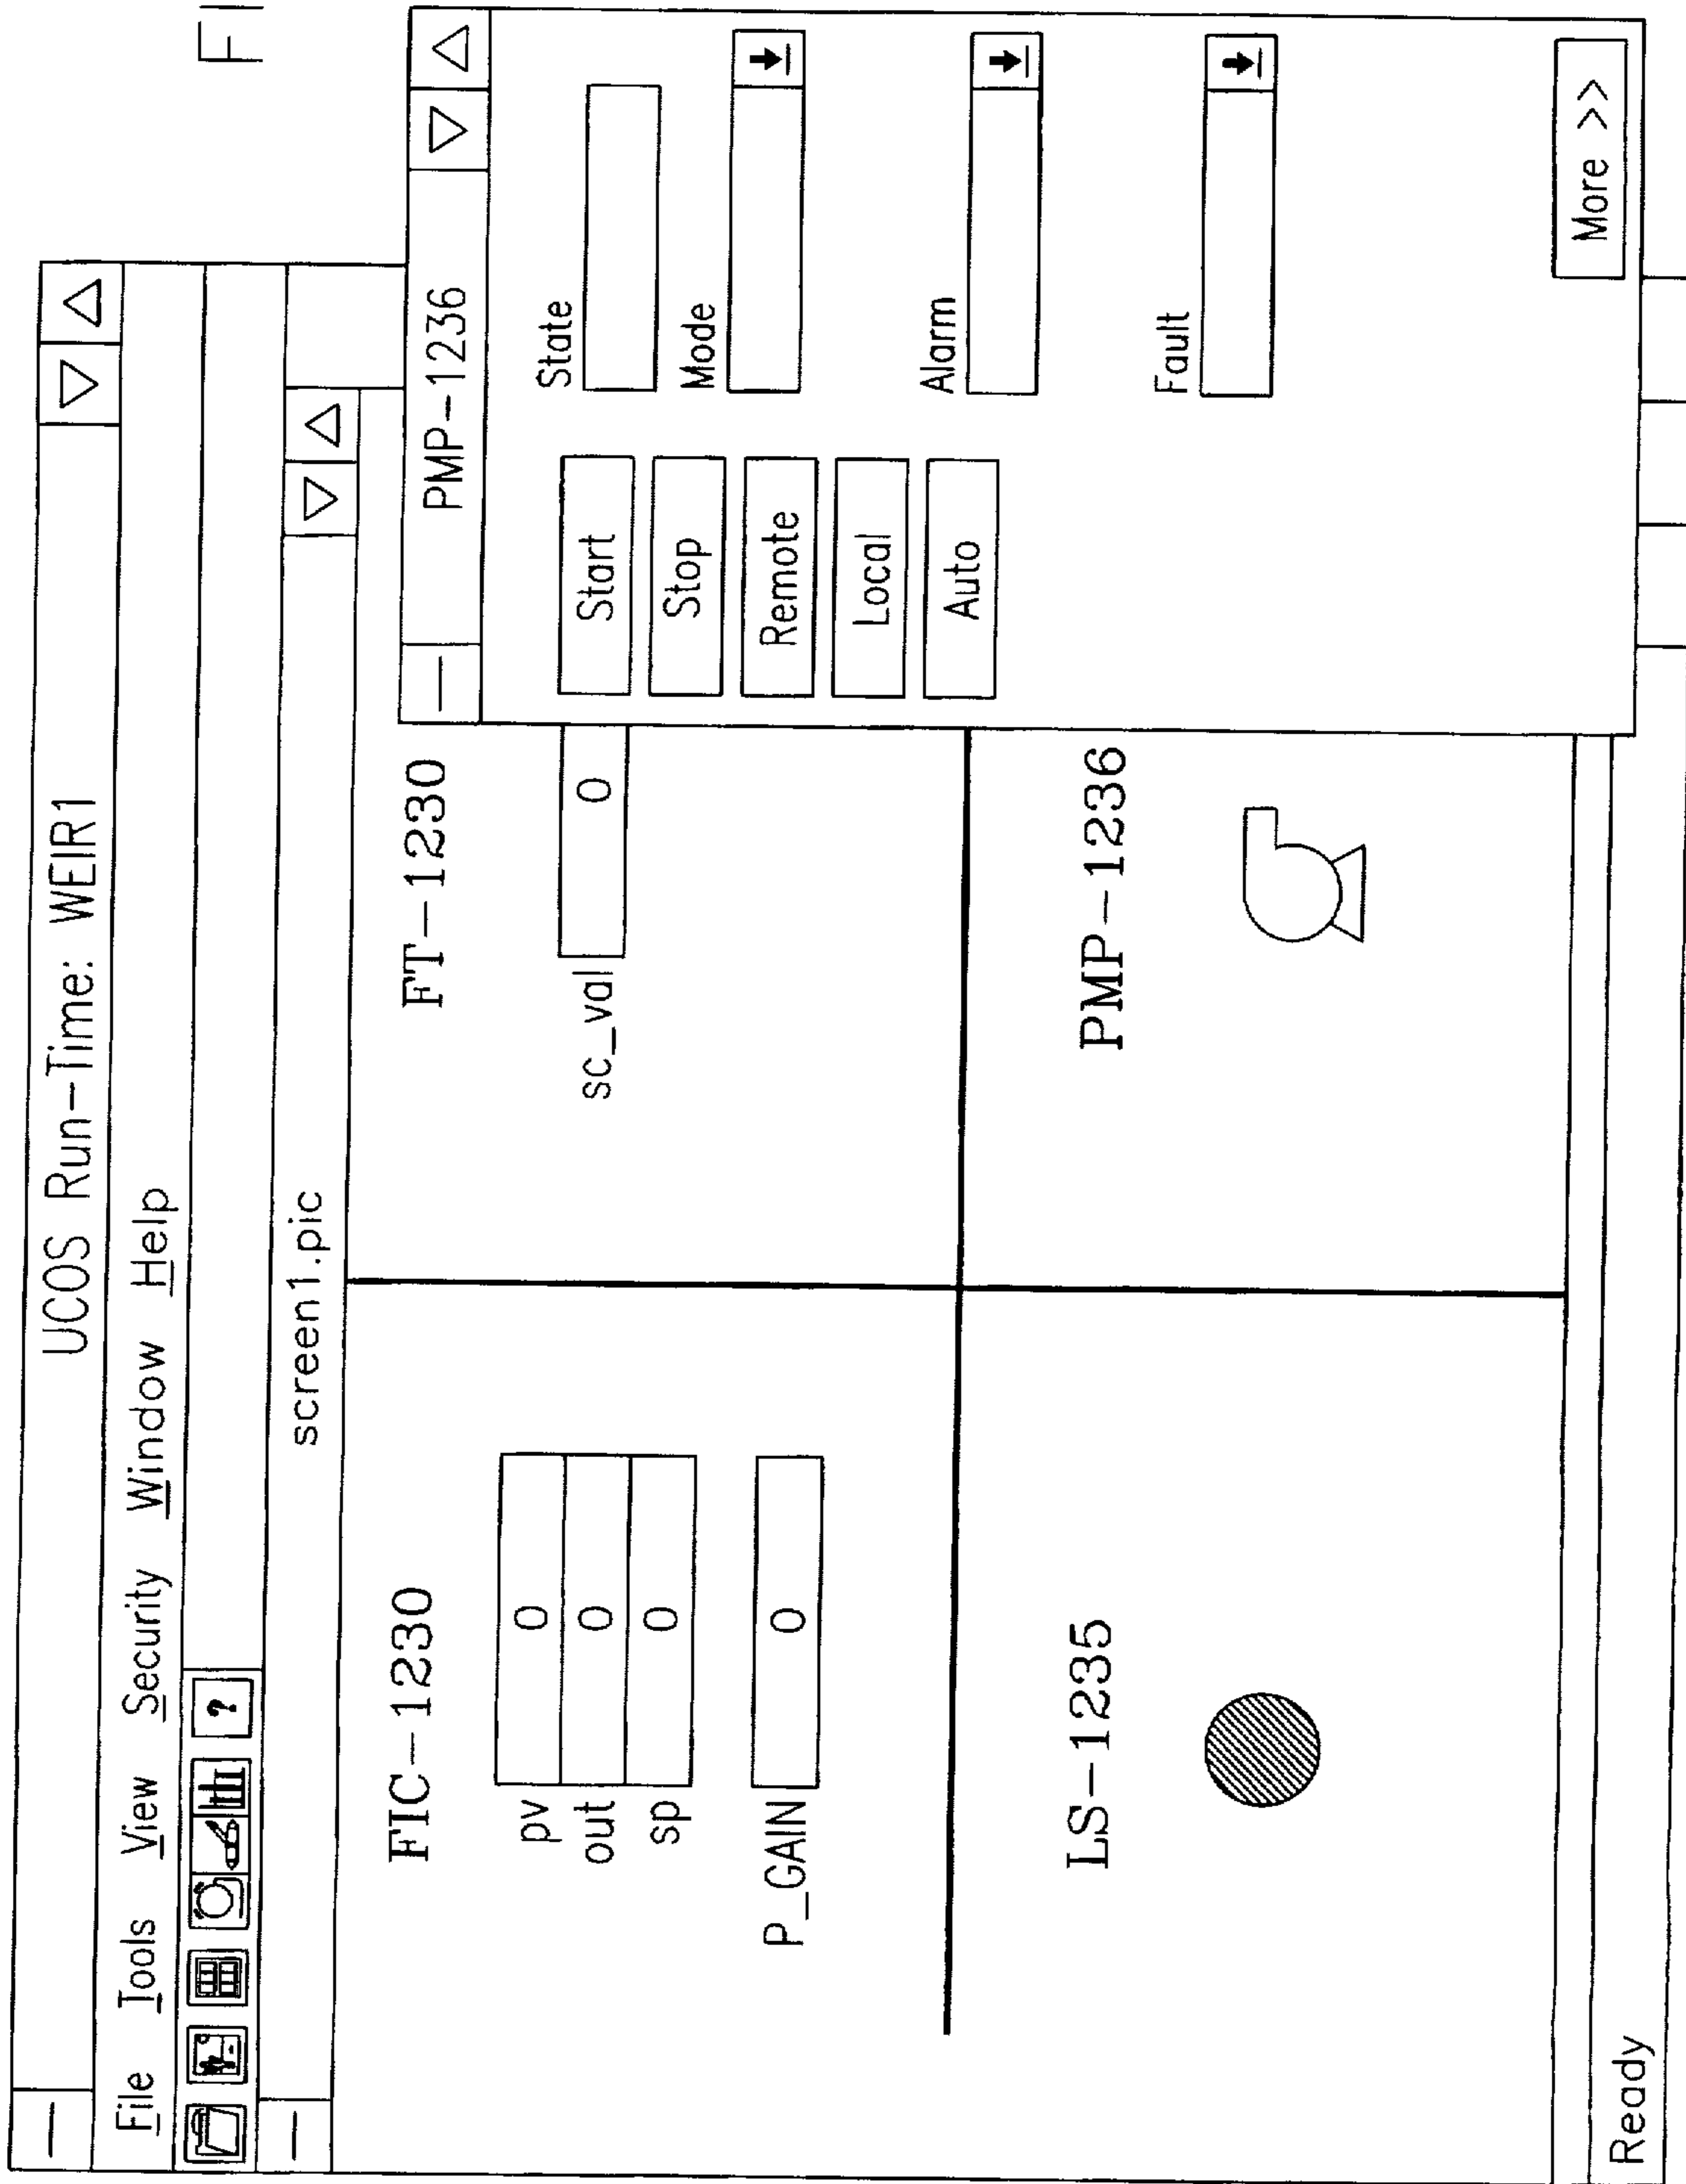 UCOS Run-Time: WEIR1
File Tools View Security Window Help
?
screen1.pic
FIC-1230
pv 0
out 0
sp 0
P_GAIN 0
FT-1230
sc_val 0
LS-1235
PMP-1236
PMP-1236
Start
Stop
Remote
Local
Auto
State
Mode
Alarm
Fault
More >>
Ready